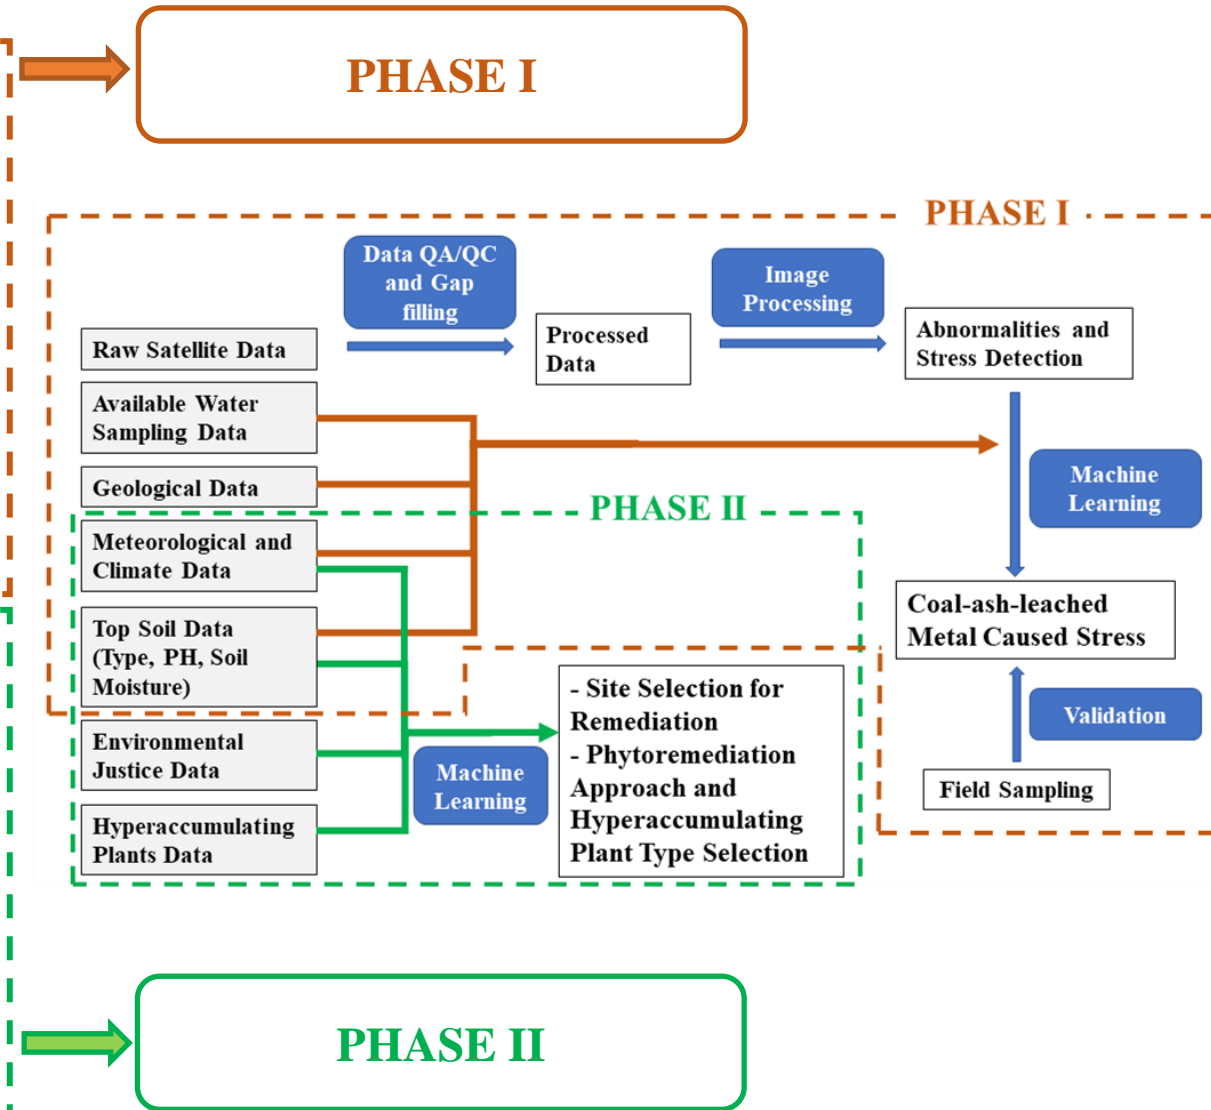 PHASE I
PHASE I
Data QA/QC
and Gap
filling
Image
Processing
Raw Satellite Data
Processed
Data
Abnormalities and
Stress Detection
Available Water
Sampling Data
Geological Data
Machine
Learning
PHASE II
Meteorological and
Climate Data
Coal-ash-leached
Metal Caused Stress
Top Soil Data
(Type, PH, Soil
Moisture)
- Site Selection for
Remediation
- Phytoremediation
Approach and
Hyperaccumulating
Plant Type Selection
Validation
Environmental
Justice Data
Machine
Learning
Field Sampling
Hyperaccumulating
Plants Data
PHASE II